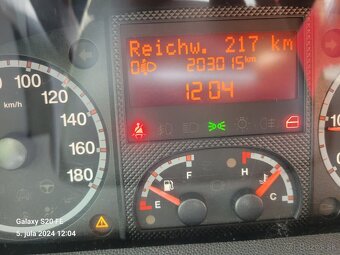 Reichw. 217 km
203015 km
12:04
100
120
140
160
180
km/h
F
E
H
C
Galaxy S20 FE
5. júla 2024 12:04